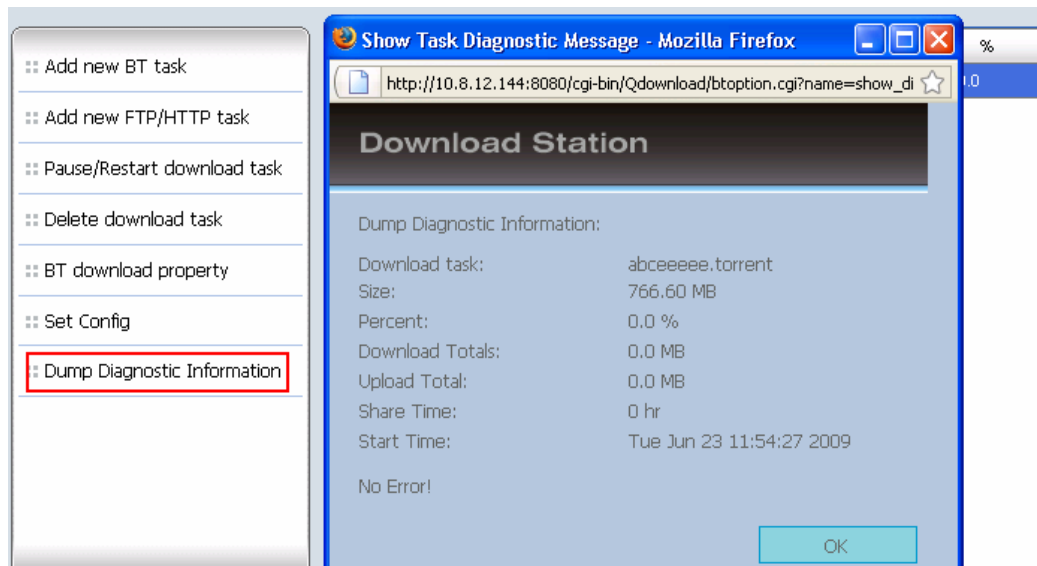 Add new BT task
Add new FTP/HTTP task
Pause/Restart download task
Delete download task
BT download property
Set Config
Dump Diagnostic Information
Show Task Diagnostic Message - Mozilla Firefox
http://10.8.12.144:8080/cgi-bin/Qdownload/btoption.cgi?name=show_di
Download Station
Dump Diagnostic Information:
Download task: abceeeee.torrent
Size: 766.60 MB
Percent: 0.0 %
Download Totals: 0.0 MB
Upload Total: 0.0 MB
Share Time: 0 hr
Start Time: Tue Jun 23 11:54:27 2009
No Error!
OK
%